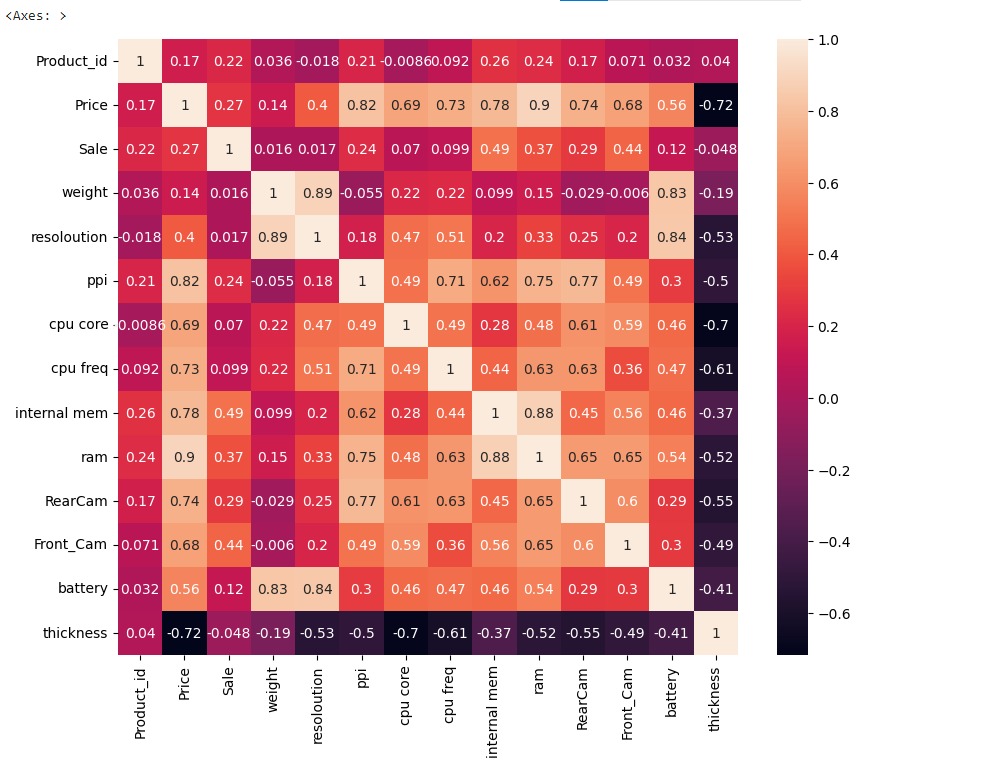 <Axes: >
Product_id 1 0.17 0.22 0.036 -0.018 0.21 -0.0086 0.092 0.26 0.24 0.17 0.071 0.032 0.04
Price 0.17 1 0.27 0.14 0.4 0.82 0.69 0.73 0.78 0.9 0.74 0.68 0.56 -0.72
Sale 0.22 0.27 1 0.016 0.017 0.24 0.07 0.099 0.49 0.37 0.29 0.44 0.12 -0.048
weight 0.036 0.14 0.016 1 0.89 -0.055 0.22 0.22 0.099 0.15 -0.029 -0.006 0.83 -0.19
resoloution -0.018 0.4 0.017 0.89 1 0.18 0.47 0.51 0.2 0.33 0.25 0.2 0.84 -0.53
ppi 0.21 0.82 0.24 -0.055 0.18 1 0.49 0.71 0.62 0.75 0.77 0.49 0.3 -0.5
cpu core -0.0086 0.69 0.07 0.22 0.47 0.49 1 0.49 0.28 0.48 0.61 0.59 0.46 -0.7
cpu freq 0.092 0.73 0.099 0.22 0.51 0.71 0.49 1 0.44 0.63 0.63 0.36 0.47 -0.61
internal mem 0.26 0.78 0.49 0.099 0.2 0.62 0.28 0.44 1 0.88 0.45 0.56 0.46 -0.37
ram 0.24 0.9 0.37 0.15 0.33 0.75 0.48 0.63 0.88 1 0.65 0.65 0.54 -0.52
RearCam 0.17 0.74 0.29 -0.029 0.25 0.77 0.61 0.63 0.45 0.65 1 0.6 0.29 -0.55
Front_Cam 0.071 0.68 0.44 -0.006 0.2 0.49 0.59 0.36 0.56 0.65 0.6 1 0.3 -0.49
battery 0.032 0.56 0.12 0.83 0.84 0.3 0.46 0.47 0.46 0.54 0.29 0.3 1 -0.41
thickness 0.04 -0.72 -0.048 -0.19 -0.53 -0.5 -0.7 -0.61 -0.37 -0.52 -0.55 -0.49 -0.41 1
Product_id
Price
Sale
weight
resoloution
ppi
cpu core
cpu freq
internal mem
ram
RearCam
Front_Cam
battery
thickness
1.0
0.8
0.6
0.4
0.2
0.0
−0.2
−0.4
−0.6